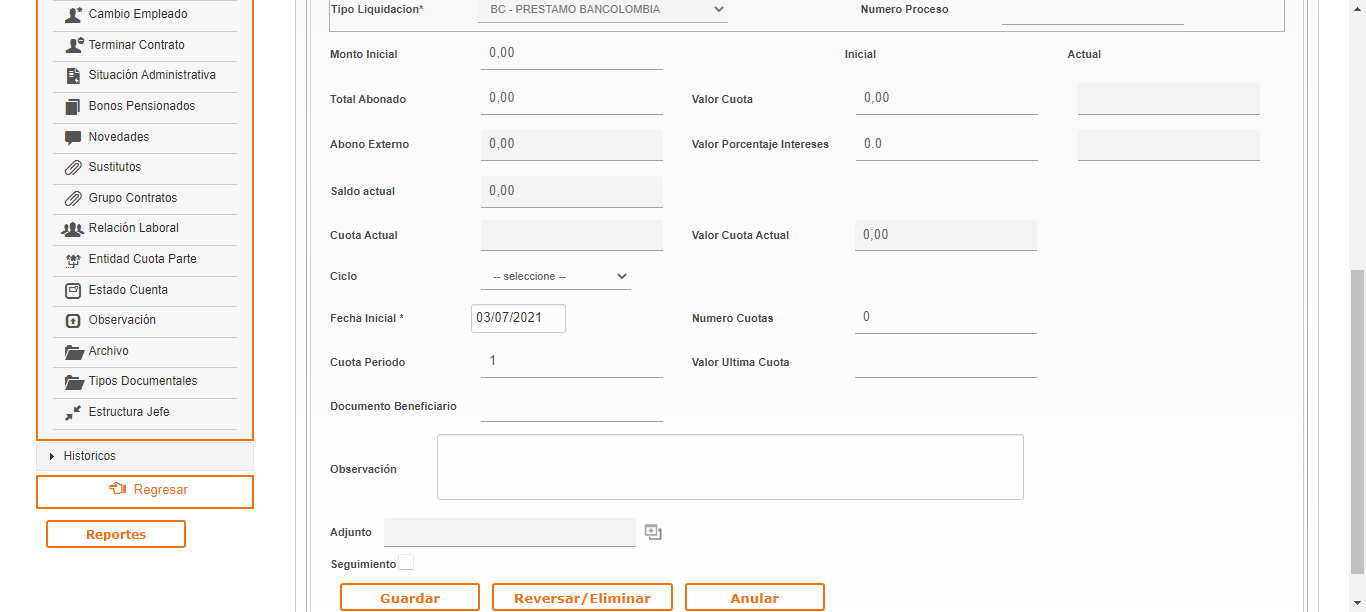 Cambio Empleado
Terminar Contrato
Situación Administrativa
Bonos Pensionados
Novedades
Sustitutos
Grupo Contratos
Relación Laboral
Entidad Cuota Parte
Estado Cuenta
Observación
Archivo
Tipos Documentales
Estructura Jefe
Historicos
Regresar
Reportes
Tipo Liquidacion* BC - PRESTAMO BANCOLOMBIA Numero Proceso
Monto Inicial 0,00 Inicial Actual
Total Abonado 0,00 Valor Cuota 0,00
Abono Externo 0,00 Valor Porcentaje Intereses 0.0
Saldo actual 0,00
Cuota Actual Valor Cuota Actual 0,00
Ciclo -- seleccione --
Fecha Inicial * 03/07/2021 Numero Cuotas 0
Cuota Periodo 1 Valor Ultima Cuota
Documento Beneficiario
Observación
Adjunto
Seguimiento
Guardar Reversar/Eliminar Anular